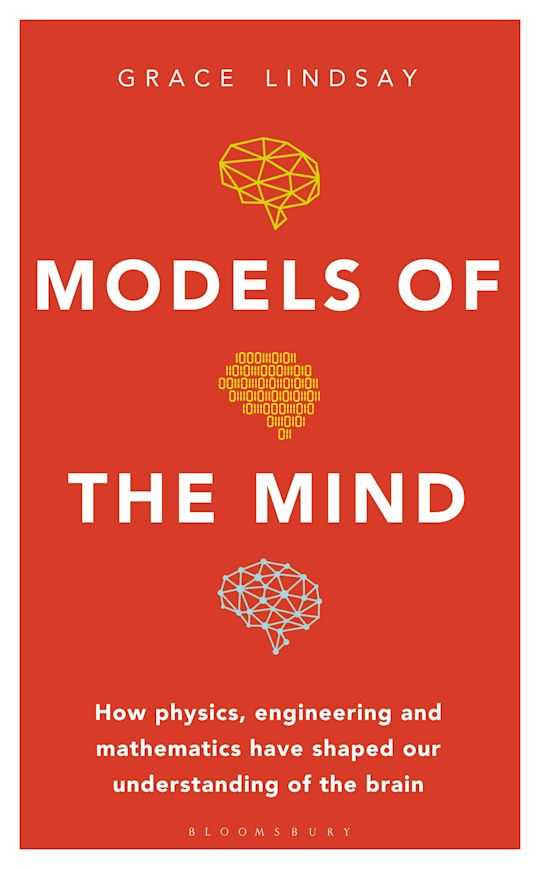 GRACE LINDSAY
MODELS OF
THE MIND
How physics, engineering and
mathematics have shaped our
understanding of the brain
BLOOMSBURY